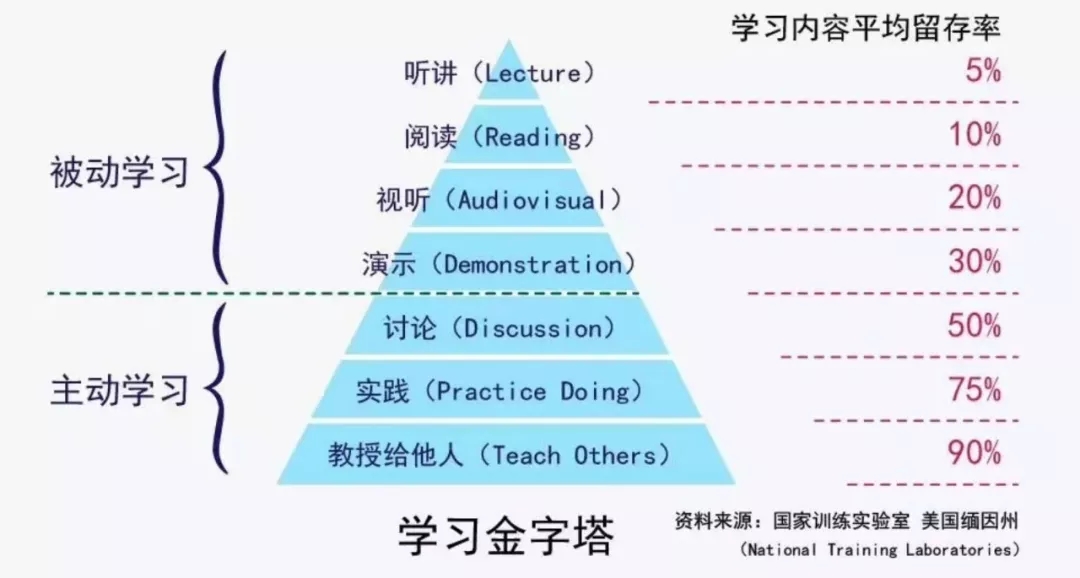 学习内容平均留存率
听讲（Lecture） 5%
阅读（Reading） 10%
被动学习
视听（Audiovisual） 20%
演示（Demonstration） 30%
讨论（Discussion） 50%
主动学习
实践（Practice Doing） 75%
教授给他人（Teach Others） 90%
学习金字塔
资料来源：国家训练实验室 美国缅因州
（National Training Laboratories）